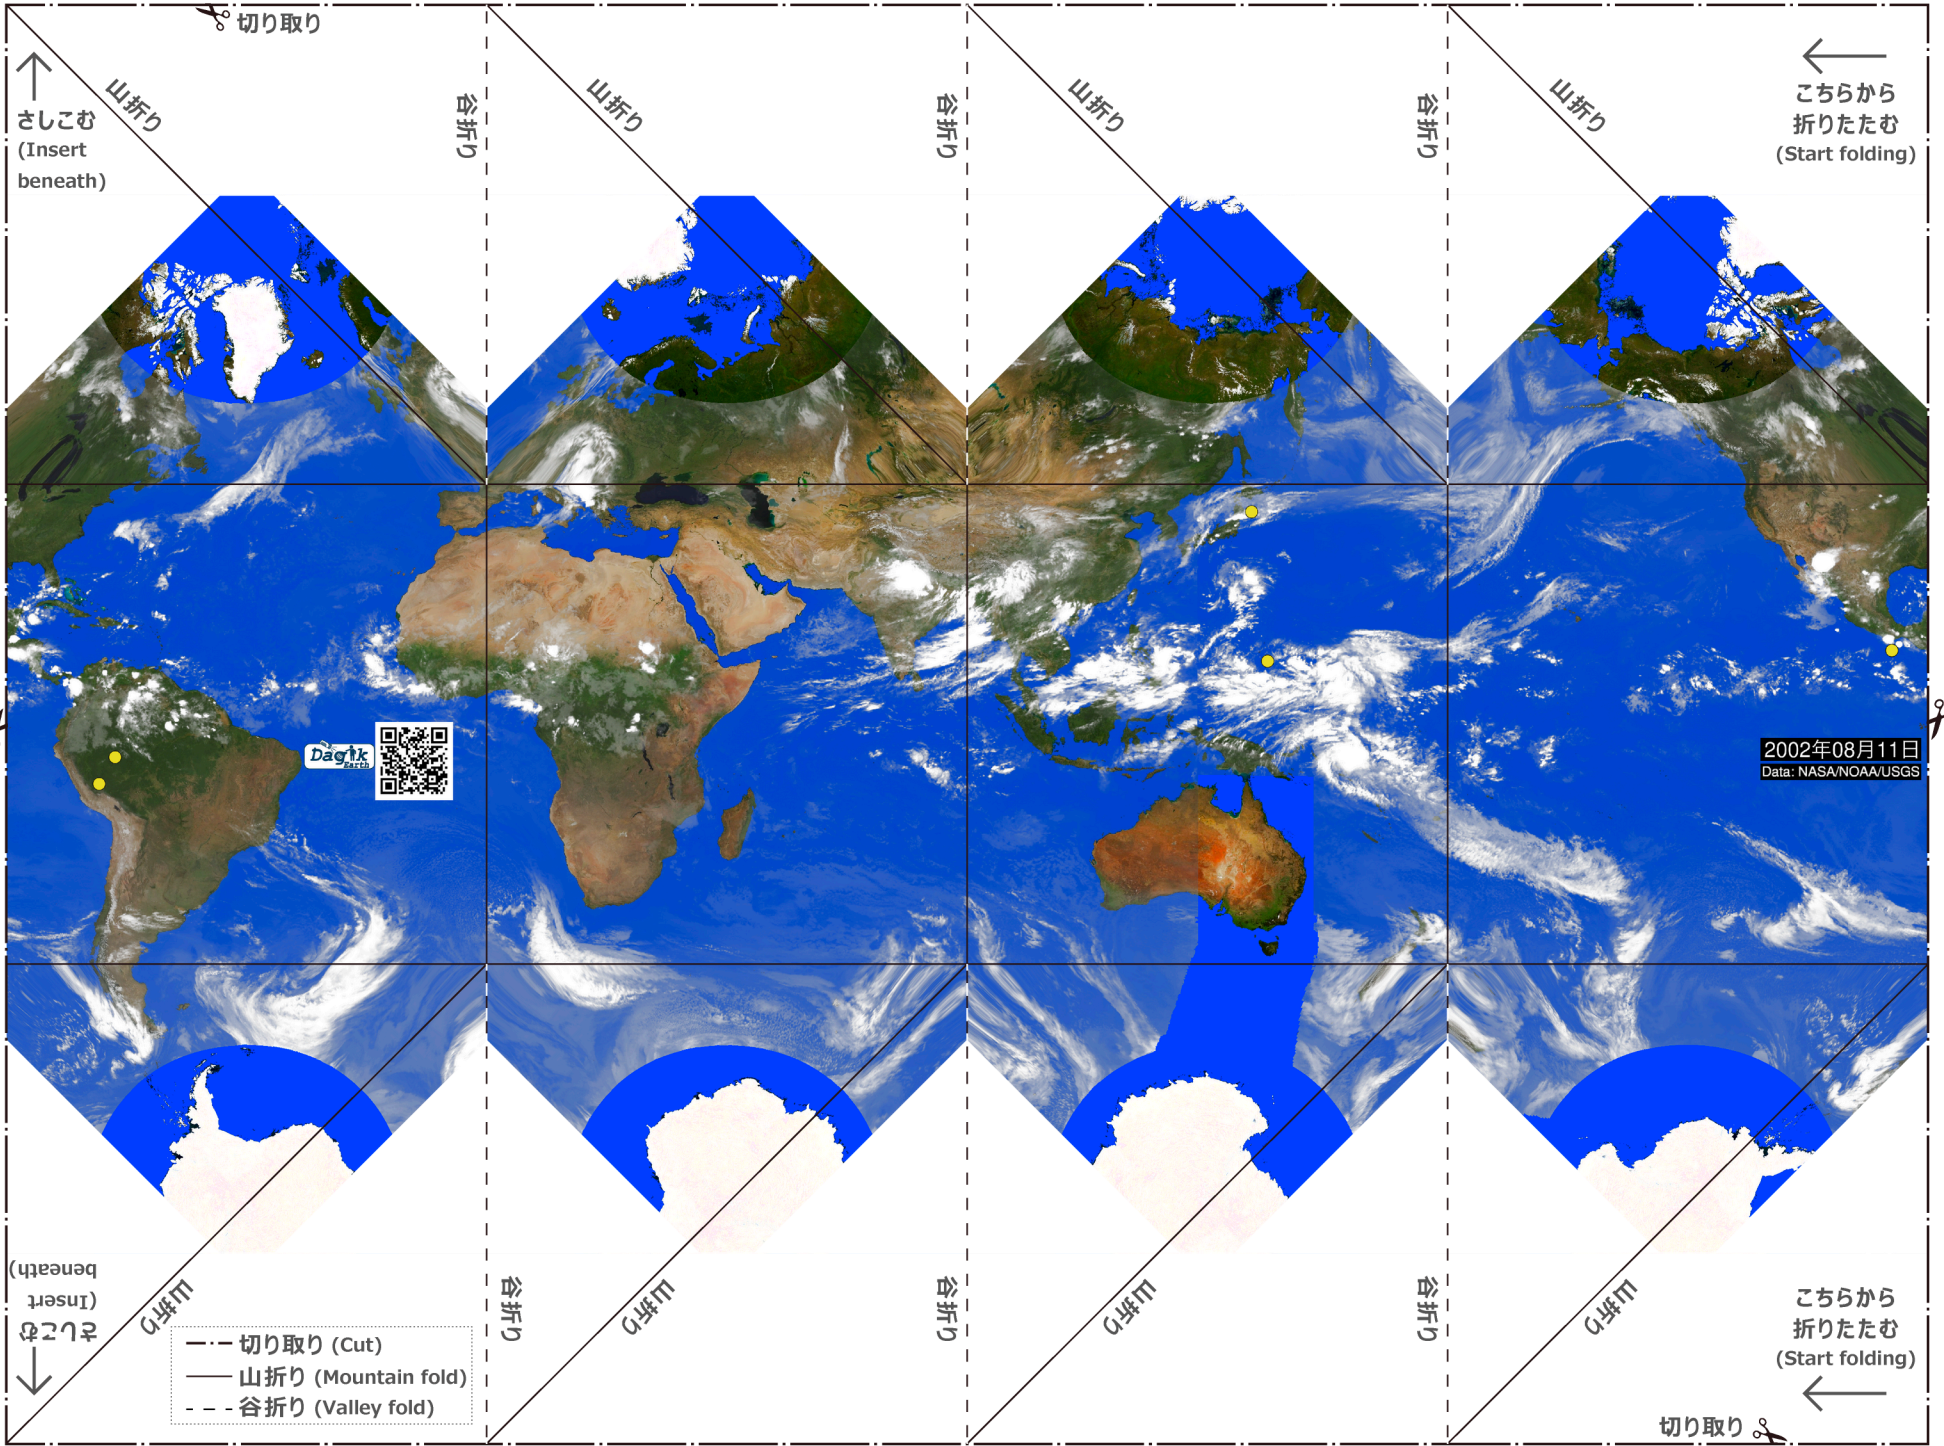 切り取り
山折り
谷折り
山折り
谷折り
山折り
谷折り
山折り
さしこむ
(Insert
beneath)
こちらから
折りたたむ
(Start folding)
Dagik
Earth
2002年08月11日
Data: NASA/NOAA/USGS
さしこむ
(Insert
beneath)
山折り
谷折り
山折り
谷折り
山折り
谷折り
山折り
こちらから
折りたたむ
(Start folding)
切り取り (Cut)
山折り (Mountain fold)
谷折り (Valley fold)
切り取り